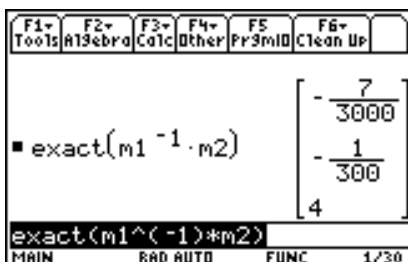 F1▾ F2▾ F3▾ F4▾ F5 F6▾
Tools Algebra Calc Other PrgmIO Clean Up
▪ exact(m1⁻¹·m2) [-7/3000
-1/300
4]
exact(m1^(-1)*m2)
MAIN RAD AUTO FUNC 1/30